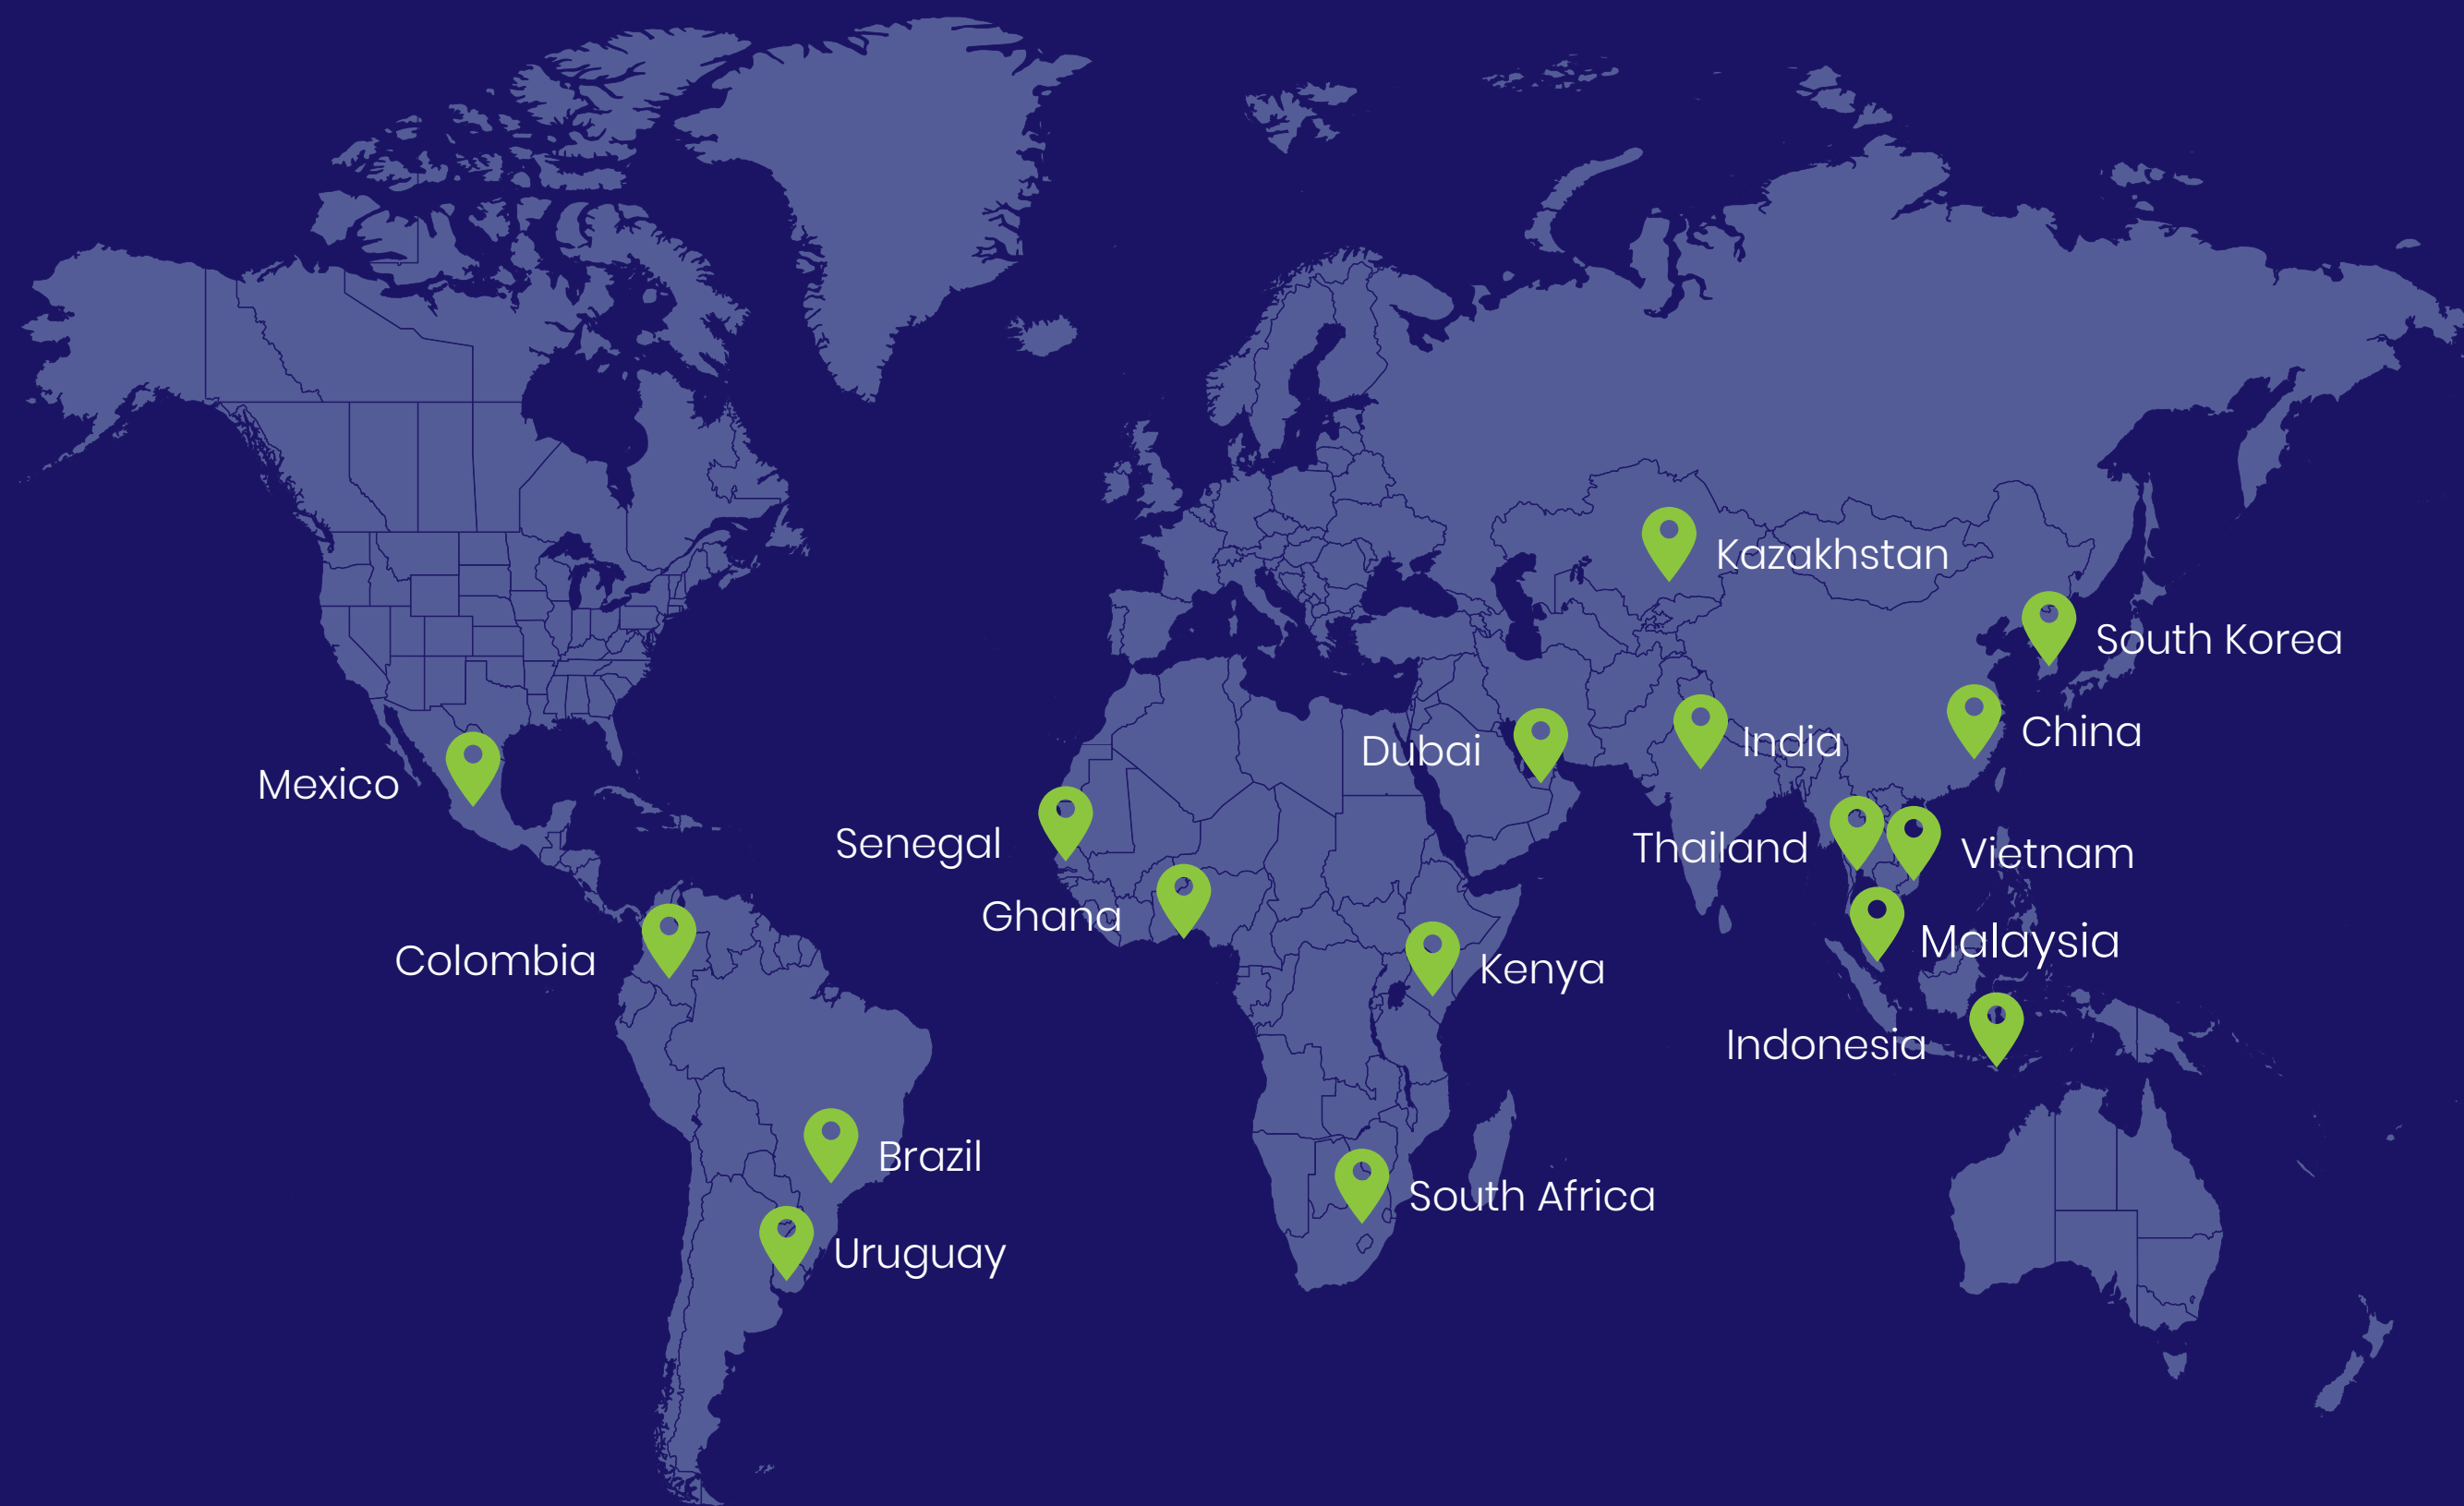 Kazakhstan
South Korea
China
India
Dubai
Mexico
Senegal
Thailand
Vietnam
Ghana
Malaysia
Colombia
Kenya
Indonesia
Brazil
South Africa
Uruguay